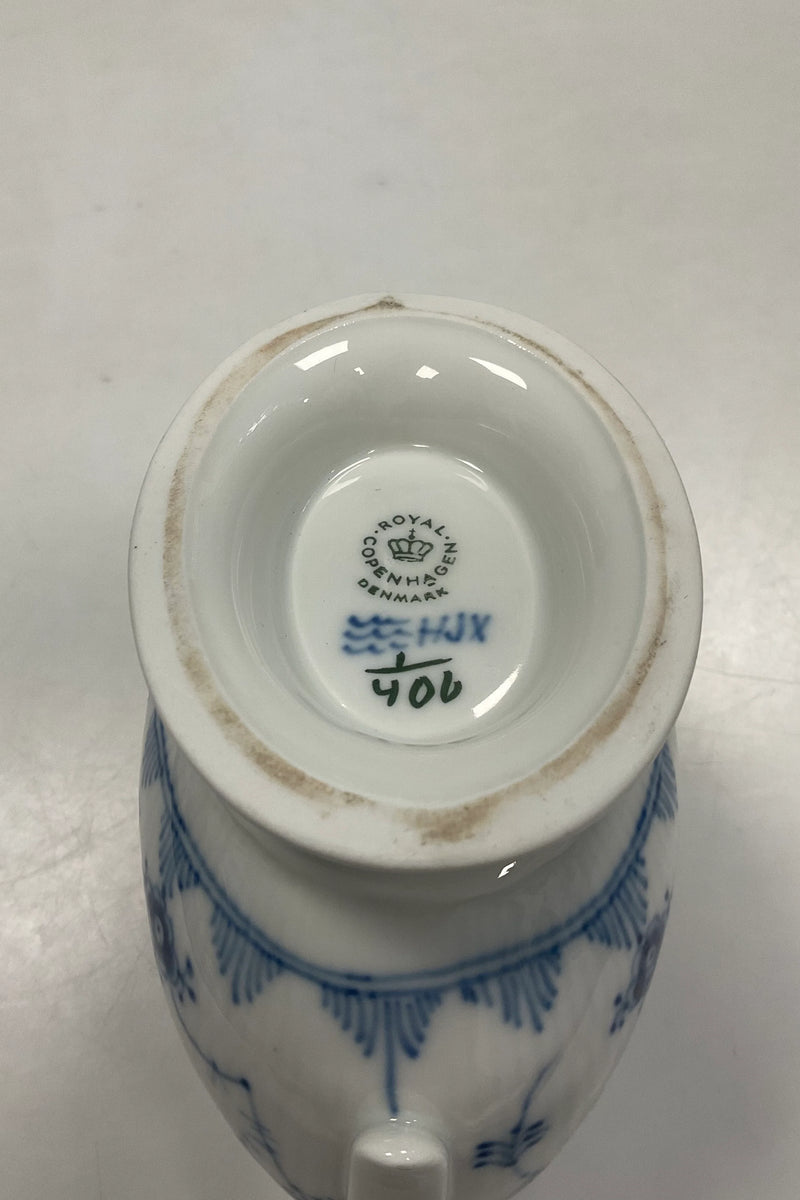 ROYAL
COPENHAGEN
DENMARK
HJX
1
406